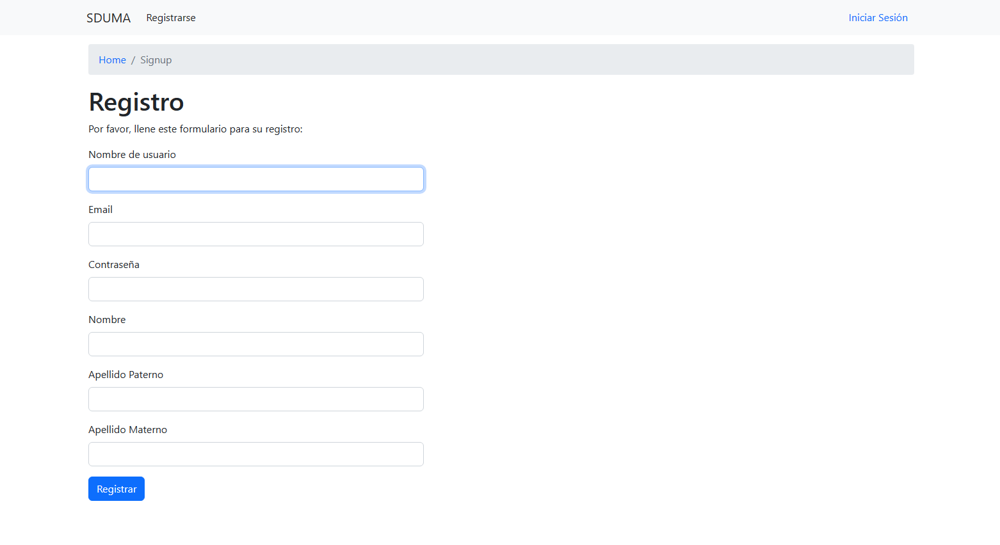 SDUMA Registrarse Iniciar Sesión
Home / Signup
Registro
Por favor, llene este formulario para su registro:
Nombre de usuario
Email
Contraseña
Nombre
Apellido Paterno
Apellido Materno
Registrar